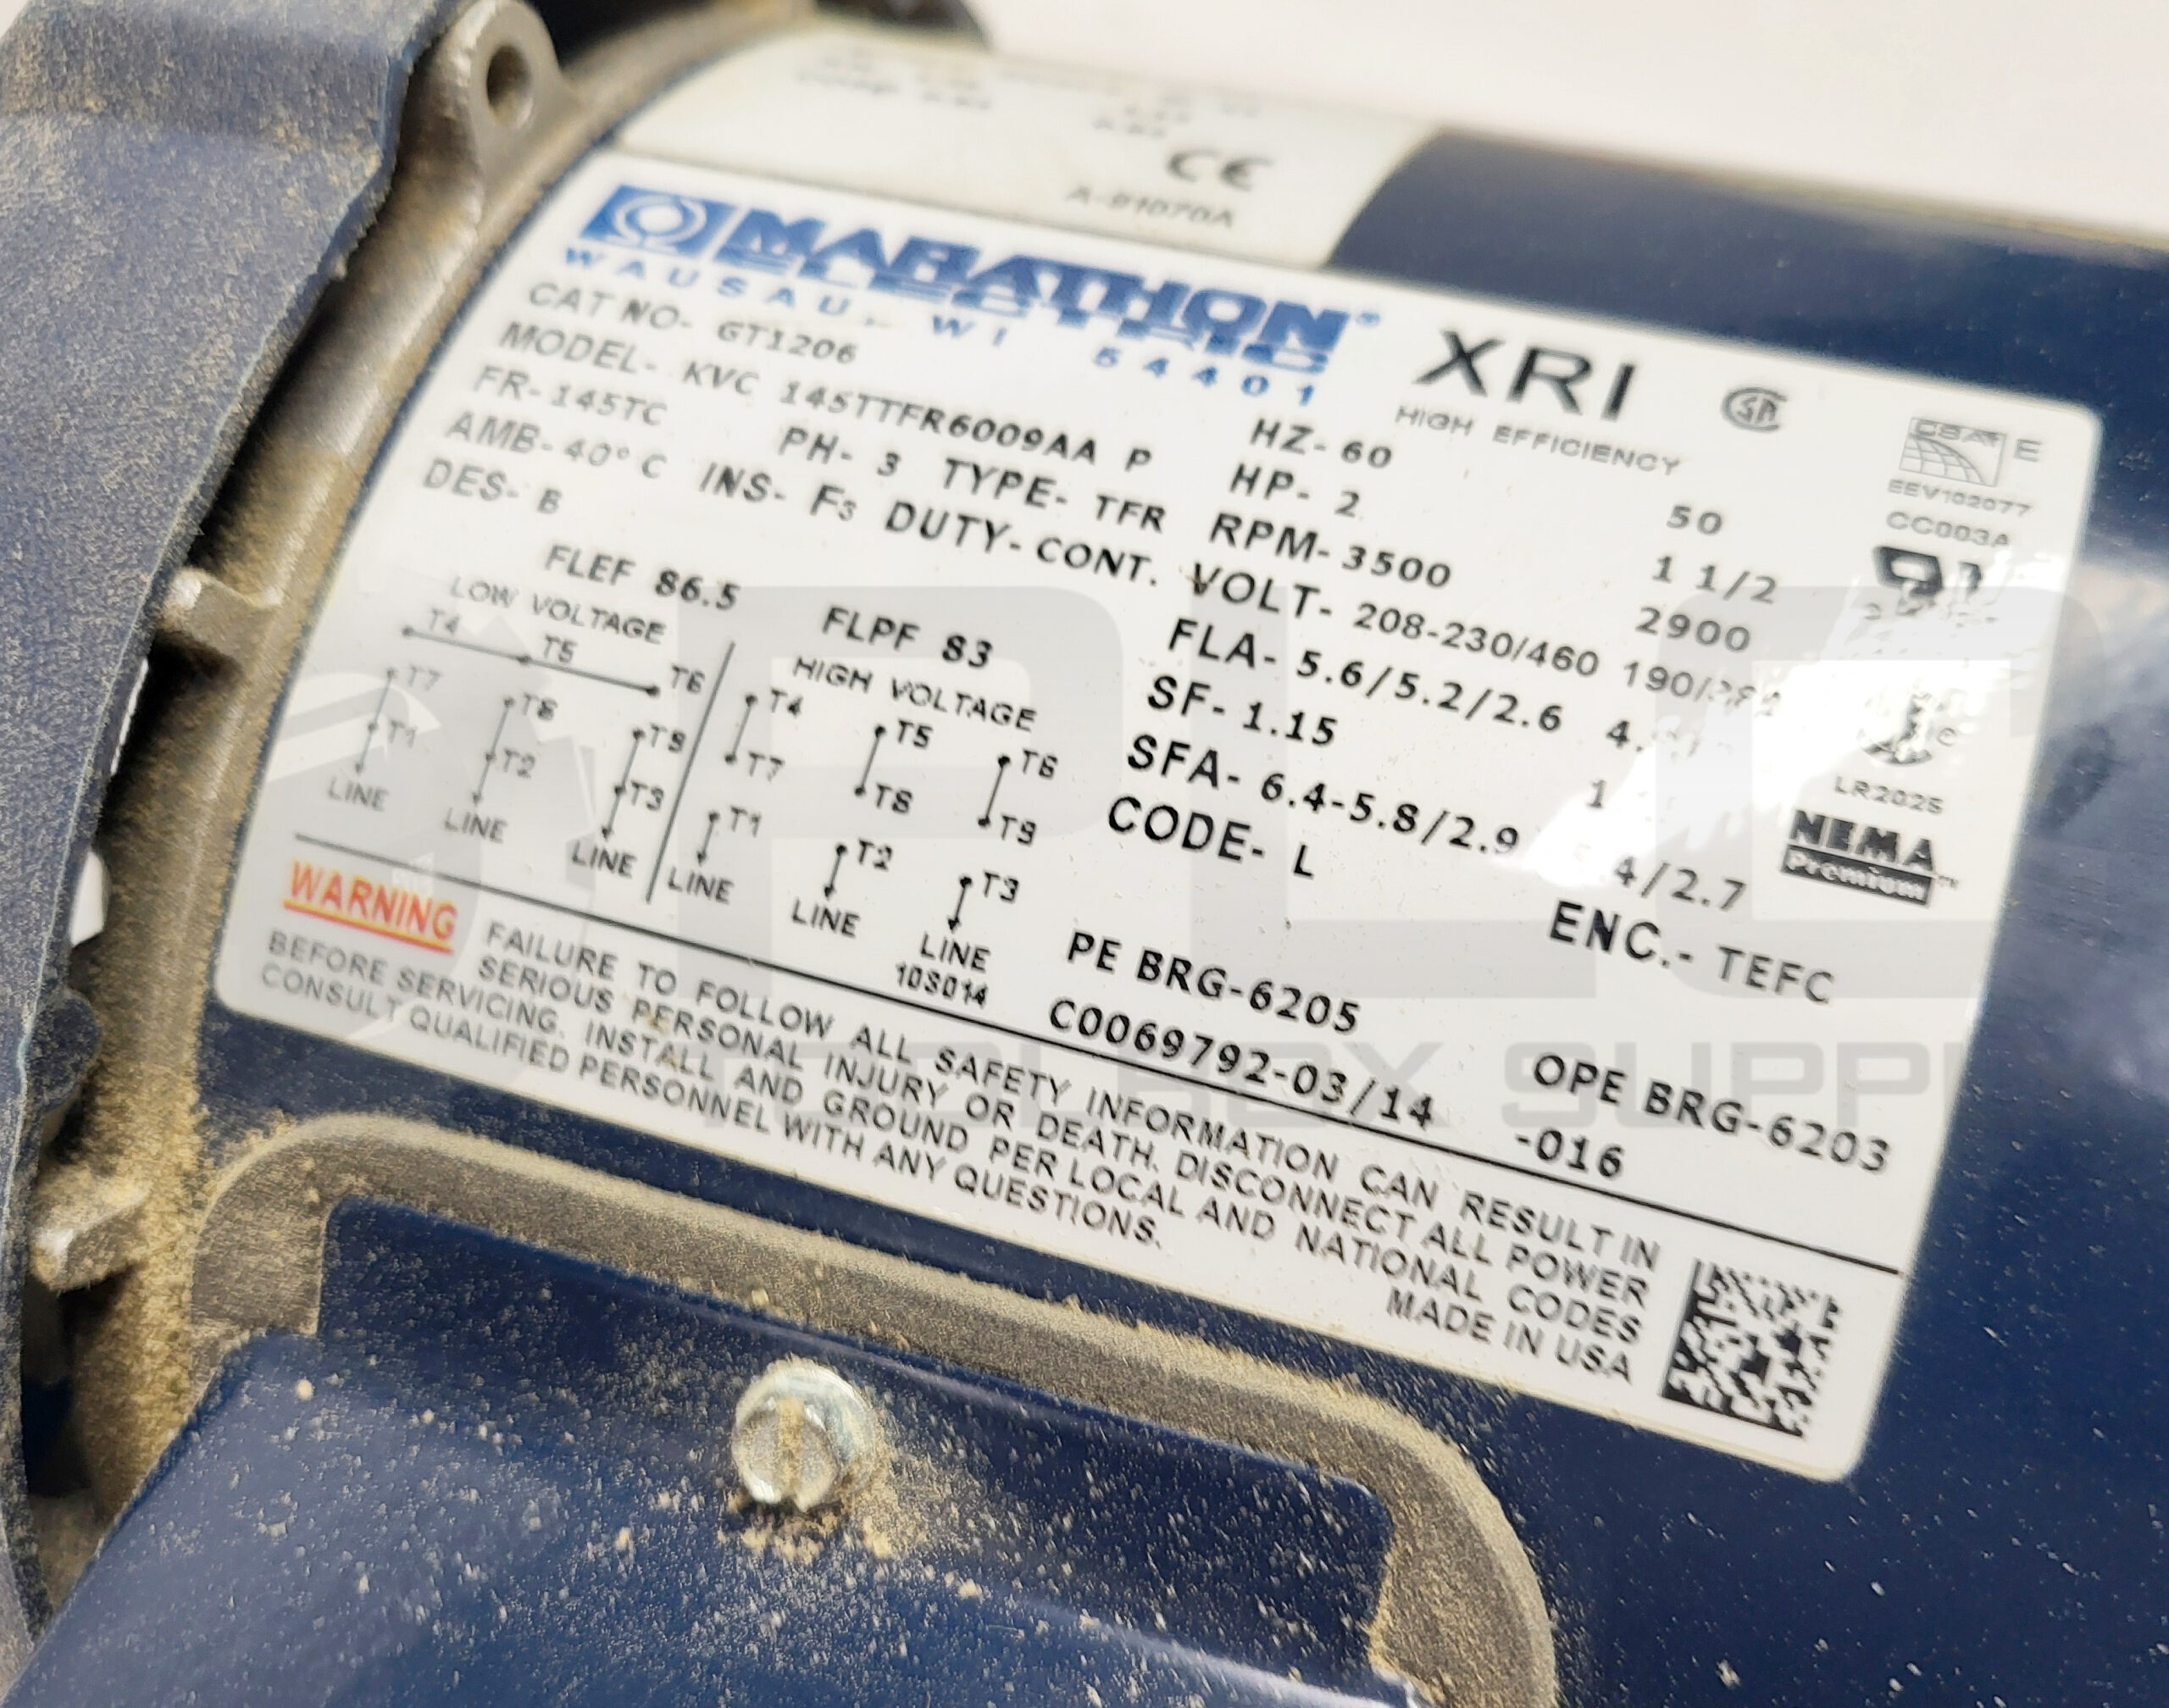 CE
A-91070A
MARATHON®
ELECTRIC
WAUSAU, WI 54401
XRI
HIGH EFFICIENCY
E
CAT NO- GT1206
MODEL- KVC 145TTFR6009AA P
HZ- 60 50
EEV102077
FR- 145TC PH- 3 TYPE- TFR
HP- 2 1 1/2
CC003A
AMB- 40° C INS- F3 DUTY- CONT.
RPM- 3500 2900
DES- B
VOLT- 208-230/460
FLEF 86.5 FLPF 83
FLA- 5.6/5.2/2.6
LOW VOLTAGE HIGH VOLTAGE
SF- 1.15
LR2025
T4 T5 T6 T4 T5 T6
SFA- 6.4-5.8/2.9 4/2.7
NEMA
Premium™
T7 T8 T9 T7 T8 T9
CODE- L
ENC.- TEFC
T1 T2 T3 T1 T2 T3
LINE LINE LINE LINE LINE LINE
PE BRG-6205 OPE BRG-6203
10S014 C0069792-03/14 -016
WARNING FAILURE TO FOLLOW ALL SAFETY INFORMATION CAN RESULT IN
SERIOUS PERSONAL INJURY OR DEATH. DISCONNECT ALL POWER
BEFORE SERVICING. INSTALL AND GROUND PER LOCAL AND NATIONAL CODES
CONSULT QUALIFIED PERSONNEL WITH ANY QUESTIONS.
MADE IN USA